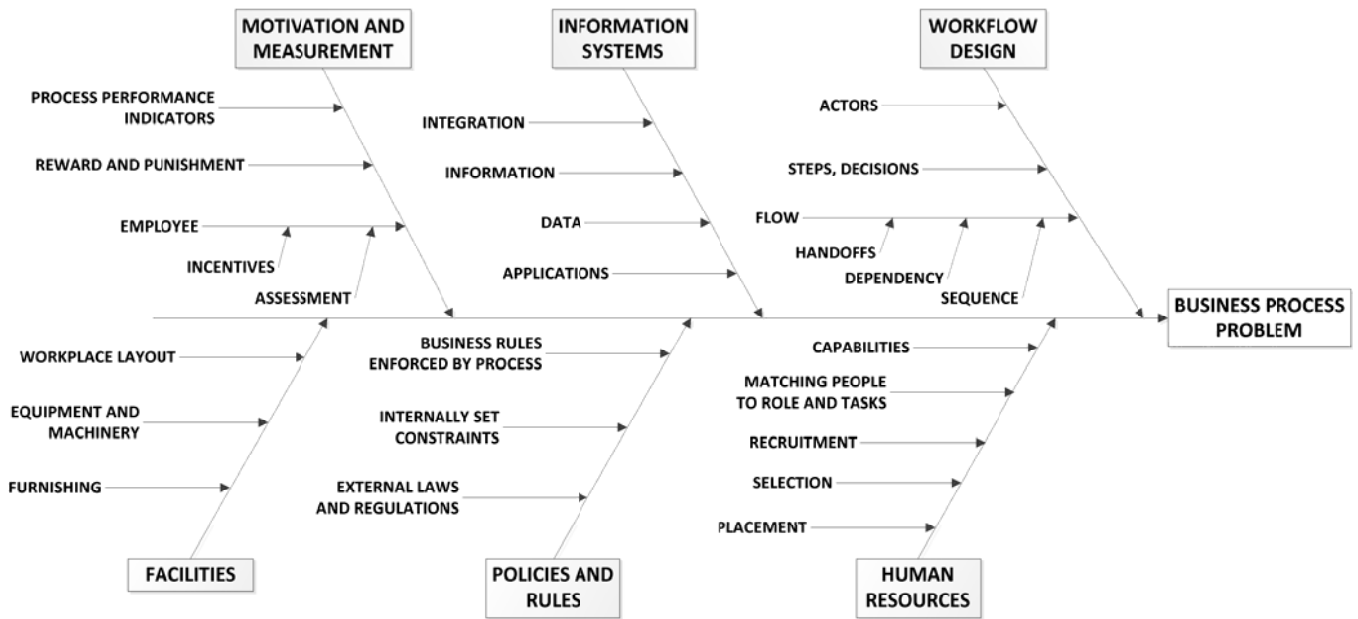 MOTIVATION AND
MEASUREMENT
INFORMATION
SYSTEMS
WORKFLOW
DESIGN
PROCESS PERFORMANCE
INDICATORS
REWARD AND PUNISHMENT
EMPLOYEE
INCENTIVES
ASSESSMENT
INTEGRATION
INFORMATION
DATA
APPLICATIONS
ACTORS
STEPS, DECISIONS
FLOW
HANDOFFS
DEPENDENCY
SEQUENCE
BUSINESS PROCESS
PROBLEM
WORKPLACE LAYOUT
EQUIPMENT AND
MACHINERY
FURNISHING
BUSINESS RULES
ENFORCED BY PROCESS
INTERNALLY SET
CONSTRAINTS
EXTERNAL LAWS
AND REGULATIONS
CAPABILITIES
MATCHING PEOPLE
TO ROLE AND TASKS
RECRUITMENT
SELECTION
PLACEMENT
FACILITIES
POLICIES AND
RULES
HUMAN
RESOURCES